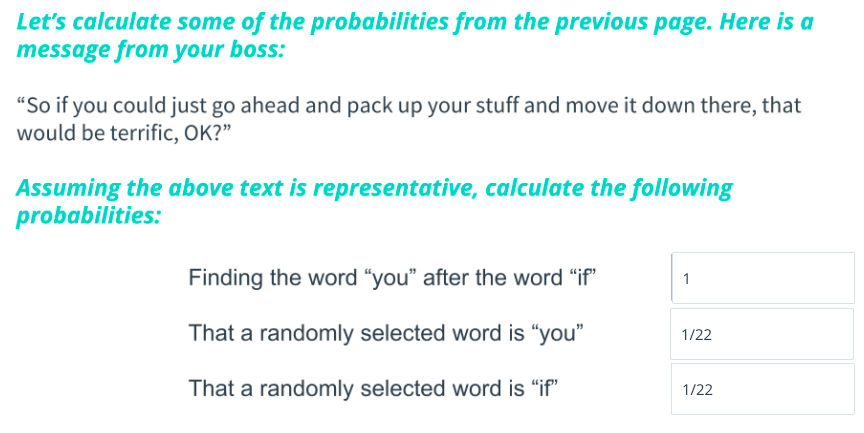 Let's calculate some of the probabilities from the previous page. Here is a
message from your boss:
“So if you could just go ahead and pack up your stuff and move it down there, that
would be terrific, OK?”
Assuming the above text is representative, calculate the following
probabilities:
Finding the word “you” after the word “if”
1
That a randomly selected word is “you”
1/22
That a randomly selected word is “if”
1/22